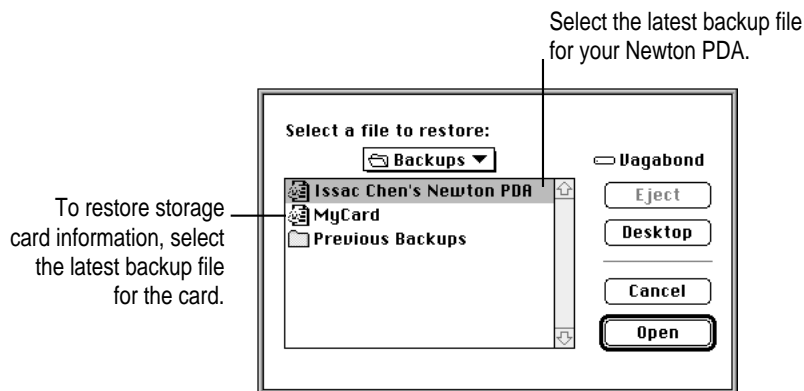 Select the latest backup file
for your Newton PDA.
Select a file to restore:
Backups
Vagabond
Issac Chen's Newton PDA
MyCard
Previous Backups
Eject
Desktop
Cancel
Open
To restore storage
card information, select
the latest backup file
for the card.